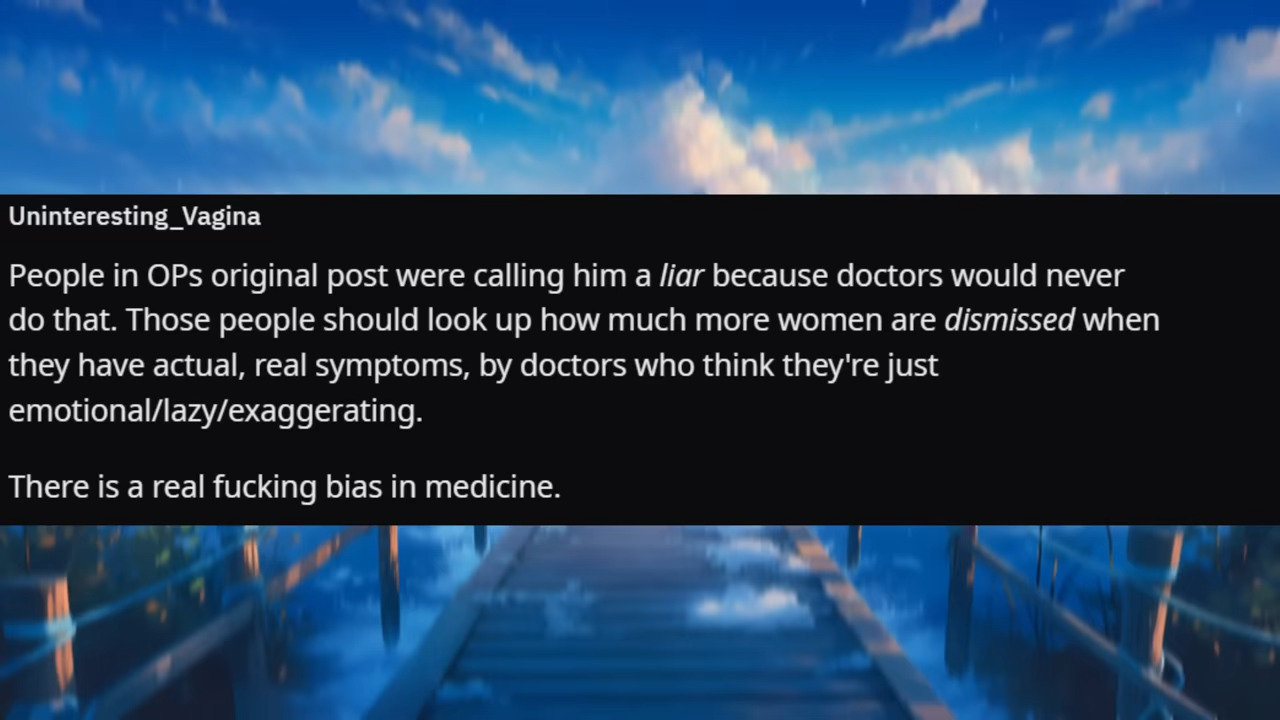 Uninteresting_Vagina
People in OPs original post were calling him a liar because doctors would never
do that. Those people should look up how much more women are dismissed when
they have actual, real symptoms, by doctors who think they're just
emotional/lazy/exaggerating.
There is a real fucking bias in medicine.